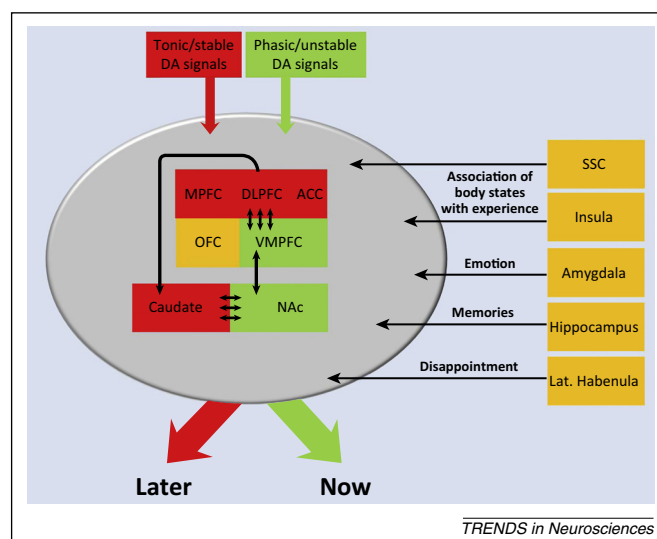 Tonic/stable
DA signals
Phasic/unstable
DA signals
MPFC DLPFC ACC
OFC VMPFC
Caudate NAc
SSC
Association of
body states
with experience
Insula
Emotion
Amygdala
Memories
Hippocampus
Disappointment
Lat. Habenula
Later Now
TRENDS in Neurosciences